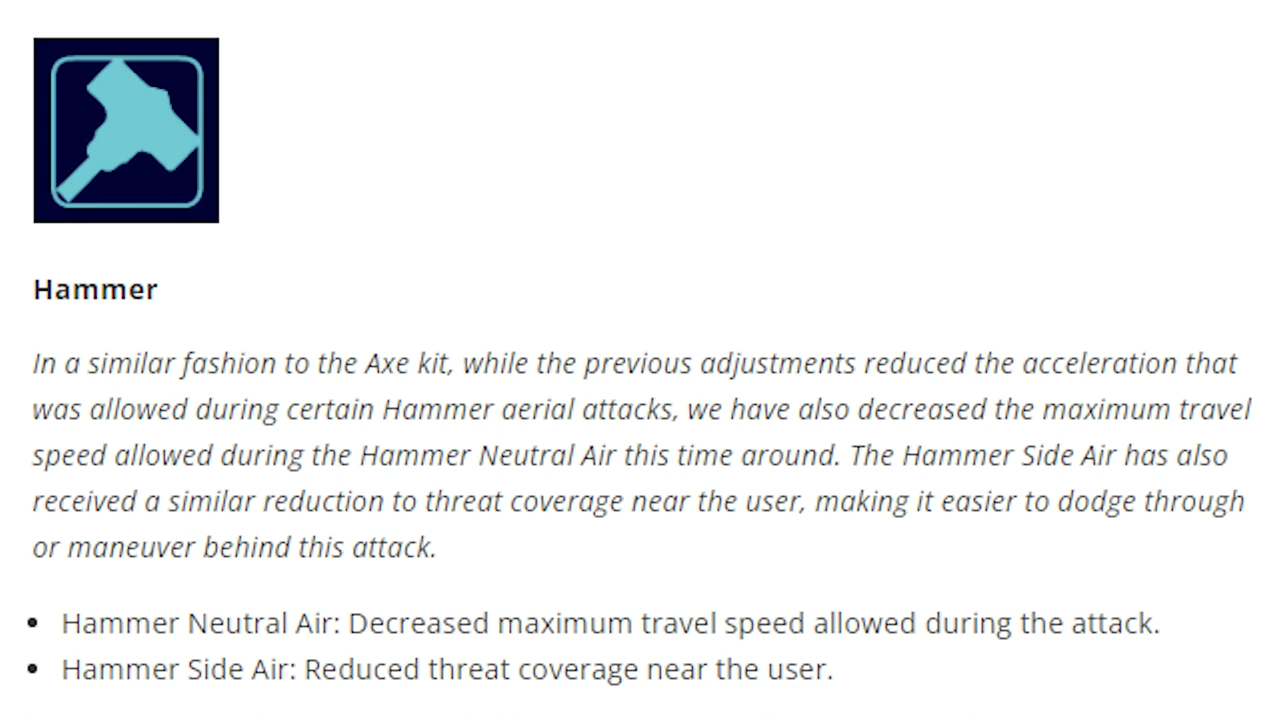 Hammer
In a similar fashion to the Axe kit, while the previous adjustments reduced the acceleration that
was allowed during certain Hammer aerial attacks, we have also decreased the maximum travel
speed allowed during the Hammer Neutral Air this time around. The Hammer Side Air has also
received a similar reduction to threat coverage near the user, making it easier to dodge through
or maneuver behind this attack.
• Hammer Neutral Air: Decreased maximum travel speed allowed during the attack.
• Hammer Side Air: Reduced threat coverage near the user.